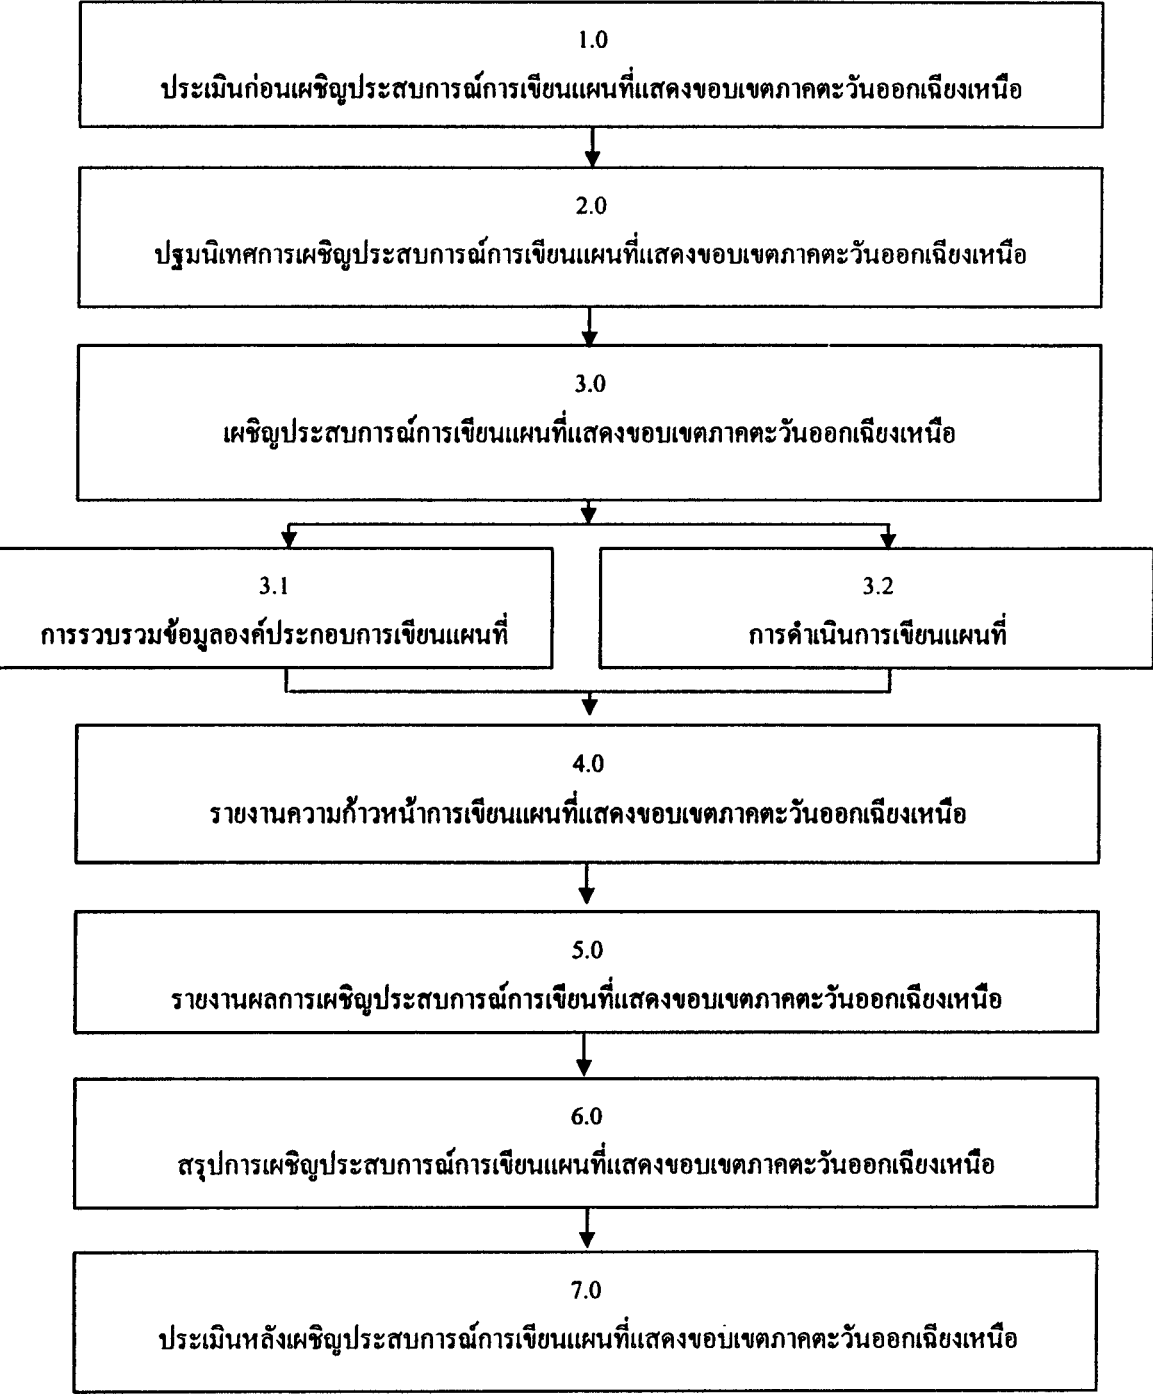 1.0
ประเมินก่อนเผชิญประสบการณ์การเขียนแผนที่แสดงขอบเขตภาคตะวันออกเฉียงเหนือ
2.0
ปฐมนิเทศการเผชิญประสบการณ์การเขียนแผนที่แสดงขอบเขตภาคตะวันออกเฉียงเหนือ
3.0
เผชิญประสบการณ์การเขียนแผนที่แสดงขอบเขตภาคตะวันออกเฉียงเหนือ
3.1
การรวบรวมข้อมูลองค์ประกอบการเขียนแผนที่
3.2
การดำเนินการเขียนแผนที่
4.0
รายงานความก้าวหน้าการเขียนแผนที่แสดงขอบเขตภาคตะวันออกเฉียงเหนือ
5.0
รายงานผลการเผชิญประสบการณ์การเขียนที่แสดงขอบเขตภาคตะวันออกเฉียงเหนือ
6.0
สรุปการเผชิญประสบการณ์การเขียนแผนที่แสดงขอบเขตภาคตะวันออกเฉียงเหนือ
7.0
ประเมินหลังเผชิญประสบการณ์การเขียนแผนที่แสดงขอบเขตภาคตะวันออกเฉียงเหนือ